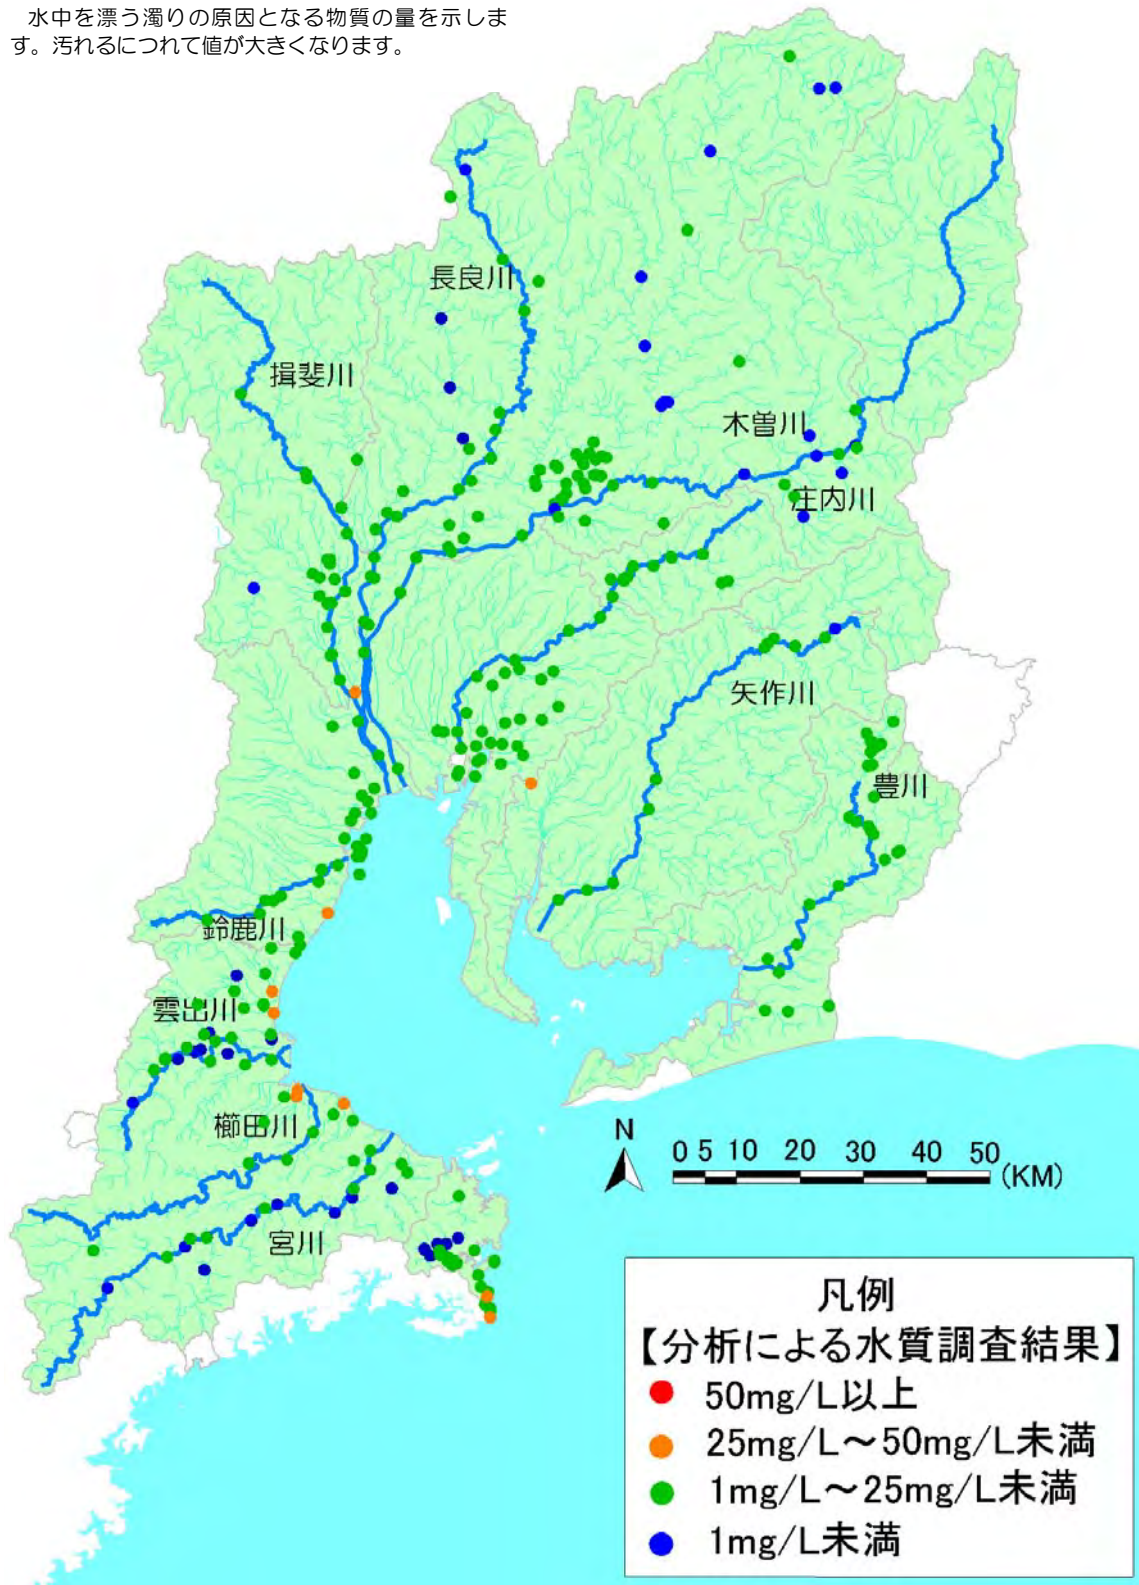 水中を漂う濁りの原因となる物質の量を示しま
す。汚れるにつれて値が大きくなります。
長良川
揖斐川
木曽川
庄内川
矢作川
豊川
鈴鹿川
雲出川
櫛田川
宮川
N
0 5 10 20 30 40 50 (KM)
凡例
【分析による水質調査結果】
50mg/L以上
25mg/L～50mg/L未満
1mg/L～25mg/L未満
1mg/L未満